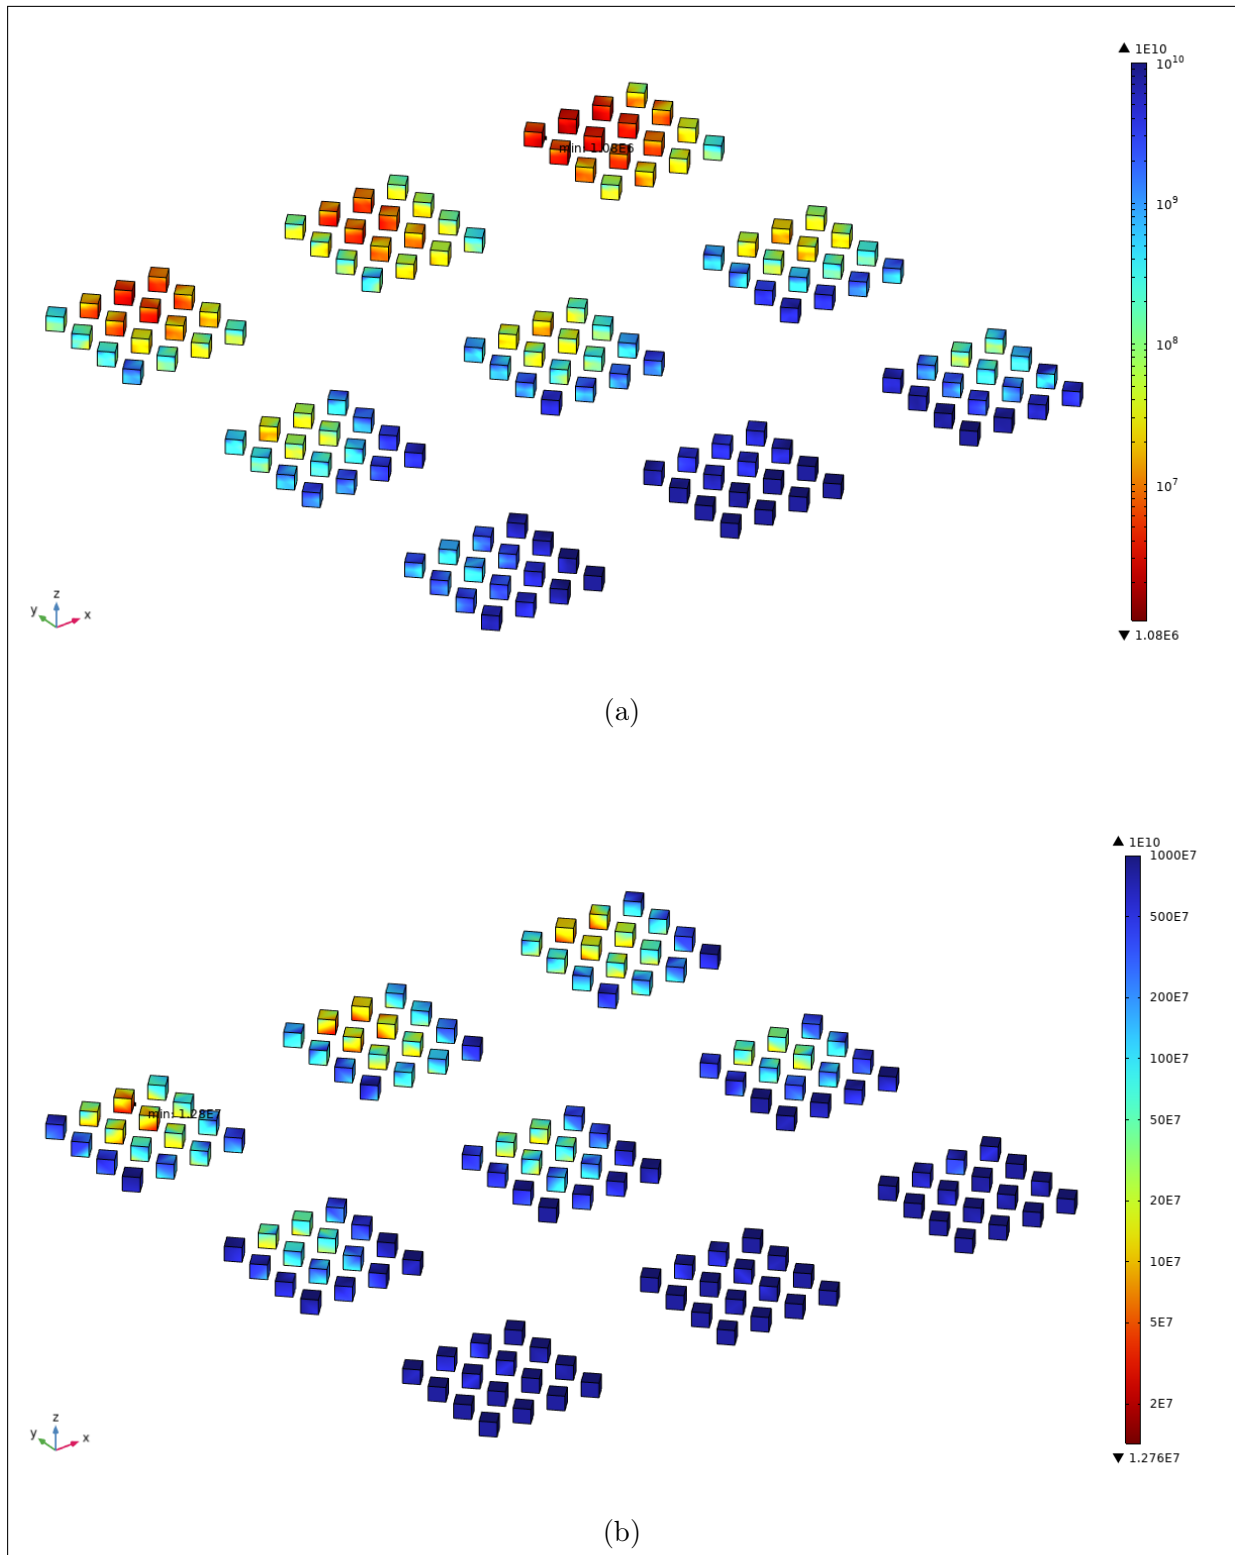 ▲ 1E10
10^10
min: 1.08E6
10^9
10^8
10^7
z
y
x
▼ 1.08E6
(a)
▲ 1E10
1000E7
500E7
200E7
100E7
min: 1.28E7
50E7
20E7
10E7
5E7
2E7
z
y
x
▼ 1.276E7
(b)